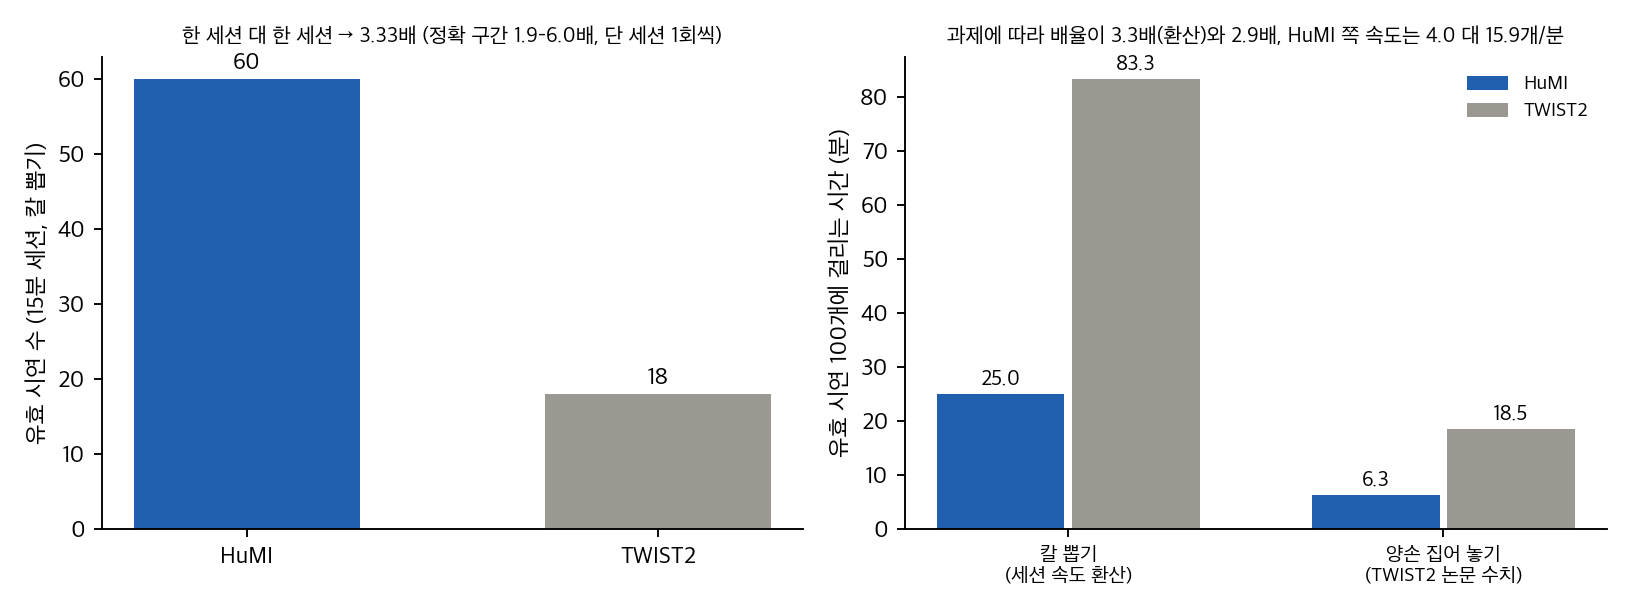 한 세션 대 한 세션 → 3.33배 (정확 구간 1.9-6.0배, 단 세션 1회씩)
유효 시연 수 (15분 세션, 칼 뽑기)
60
50
40
30
20
10
0
60
18
HuMI
TWIST2
과제에 따라 배율이 3.3배(환산)와 2.9배, HuMI 쪽 속도는 4.0 대 15.9개/분
유효 시연 100개에 걸리는 시간 (분)
80
70
60
50
40
30
20
10
0
HuMI
TWIST2
25.0
83.3
6.3
18.5
칼 뽑기
(세션 속도 환산)
양손 집어 놓기
(TWIST2 논문 수치)